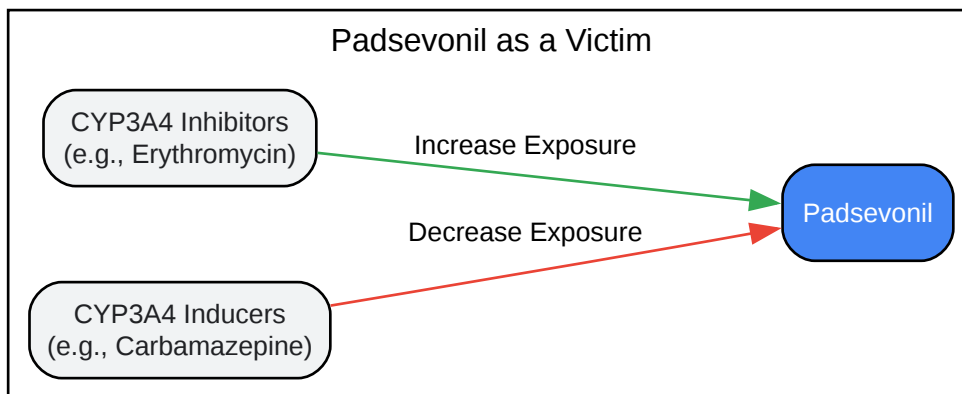 Padsevonil as a Victim
CYP3A4 Inhibitors
(e.g., Erythromycin)
Increase Exposure
Padsevonil
Decrease Exposure
CYP3A4 Inducers
(e.g., Carbamazepine)